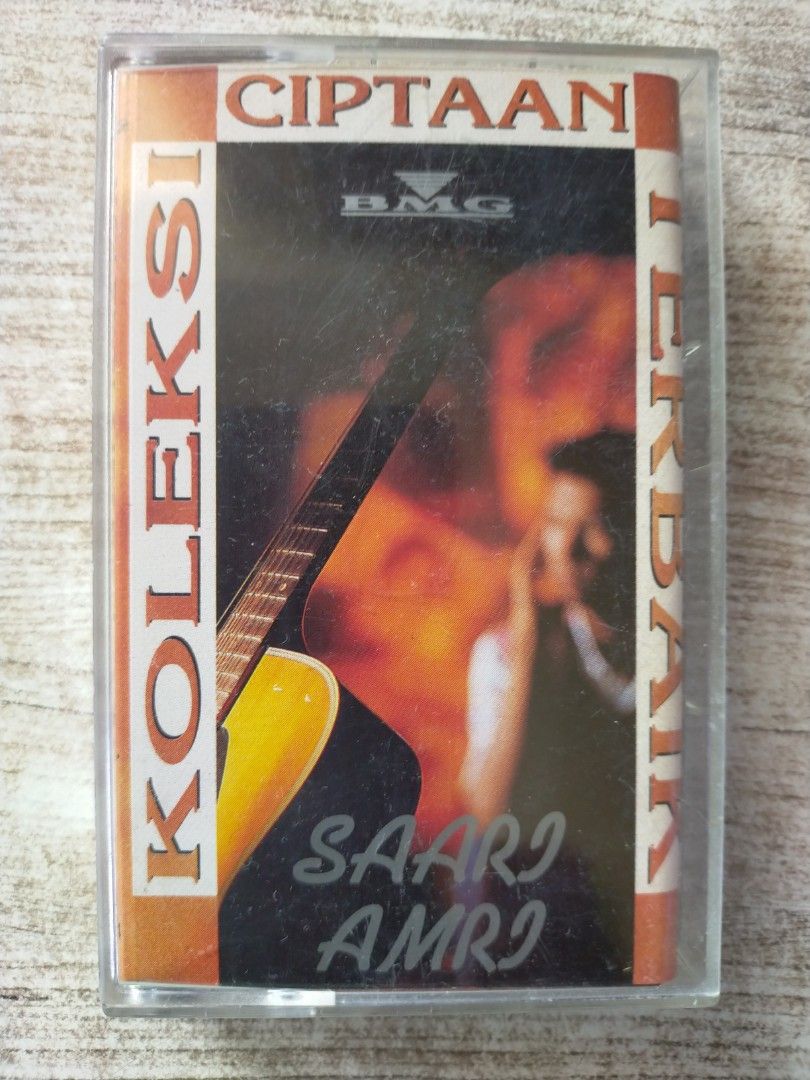 KOLEKSI
CIPTAAN
TERBAIK
BMG
SAARI
AMRI